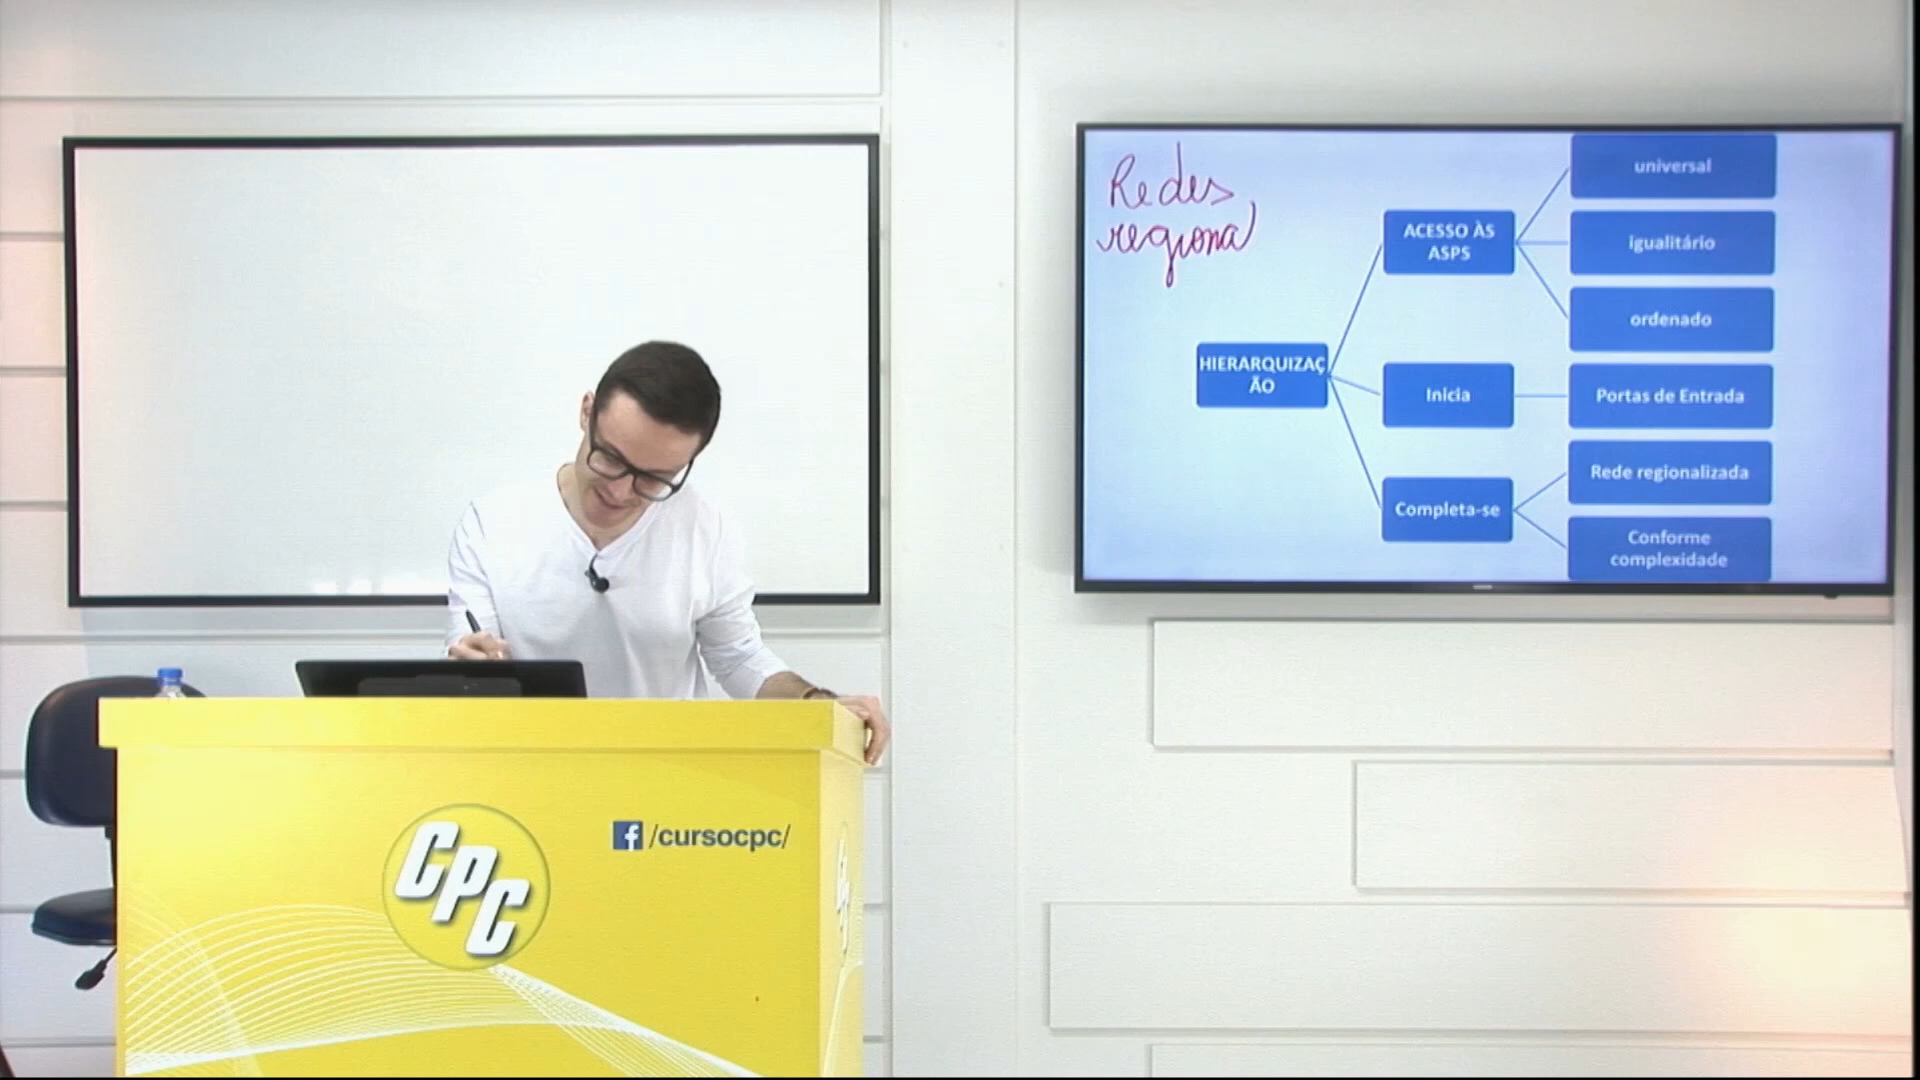 Redes
regional
HIERARQUIZAÇ
ÃO
ACESSO ÀS
ASPS
universal
igualitário
ordenado
Inicia
Portas de Entrada
Completa-se
Rede regionalizada
Conforme
complexidade
CPC
f /cursocpc/